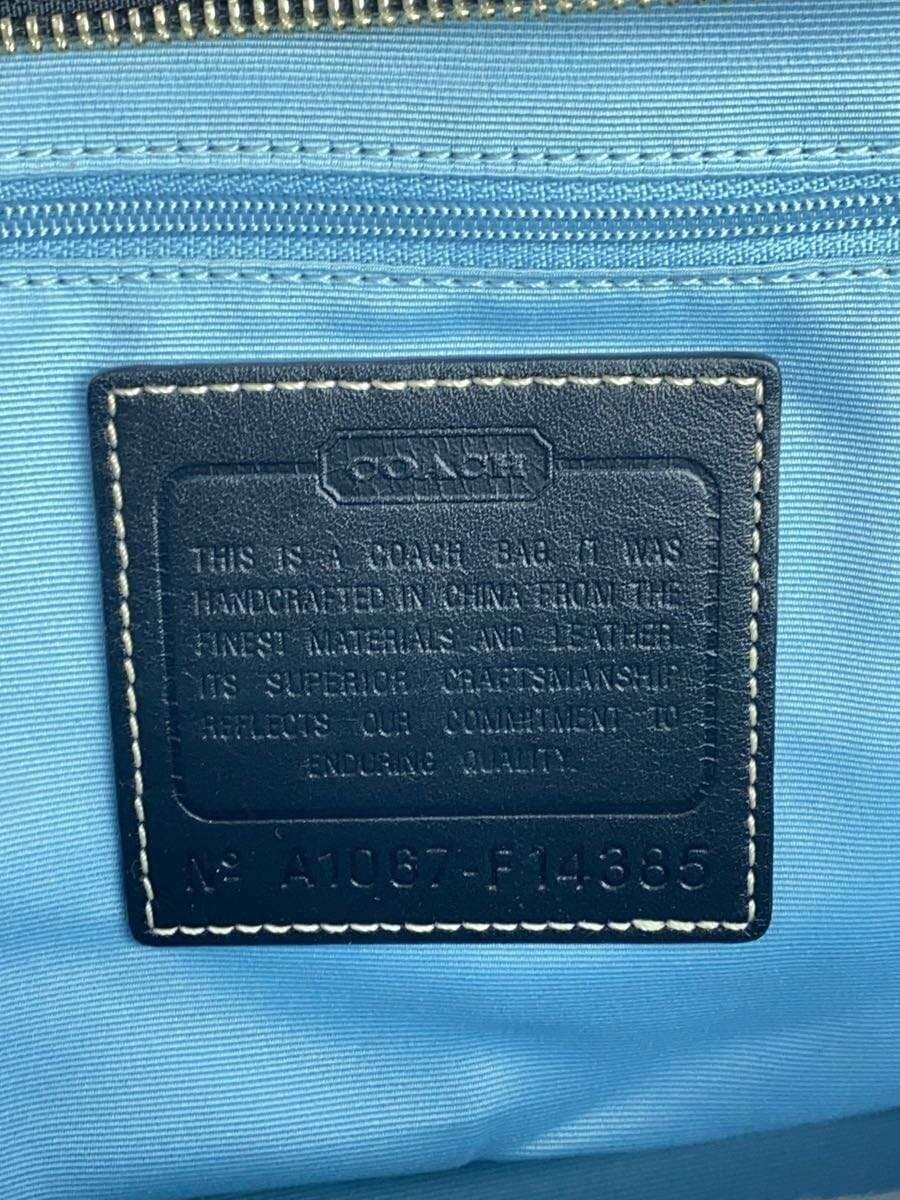 COACH
THIS IS A COACH BAG IT WAS
HANDCRAFTED IN CHINA FROM THE
FINEST MATERIALS AND LEATHER.
ITS SUPERIOR CRAFTSMANSHIP
REFLECTS OUR COMMITMENT TO
ENDURING QUALITY.
Nº A1067-F14385